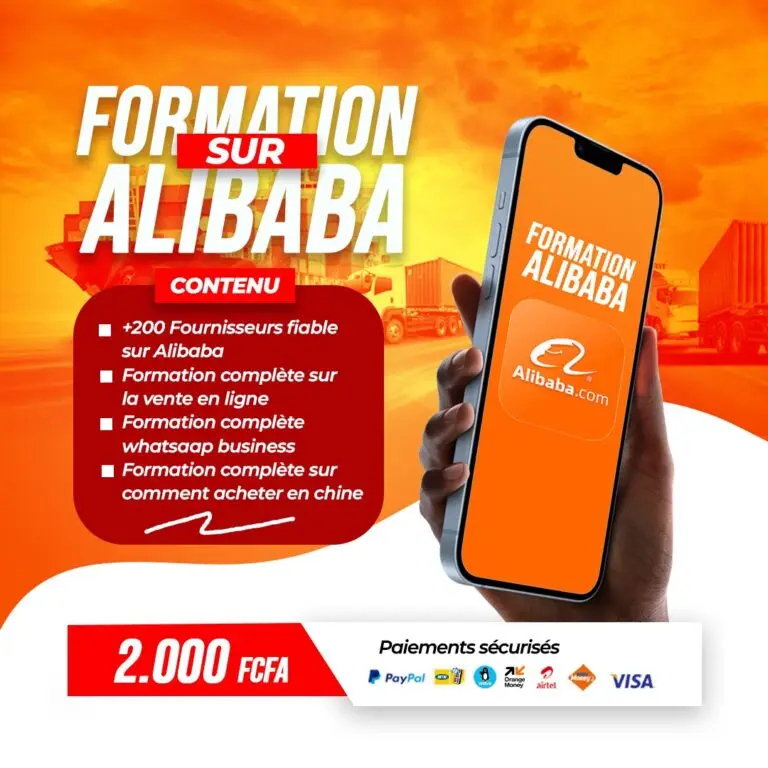 FORMATION
SUR
ALIBABA
CONTENU
+200 Fournisseurs fiable
sur Alibaba
Formation complète sur
la vente en ligne
Formation complète
whatsaap business
Formation complète sur
comment acheter en chine
FORMATION
ALIBABA
Alibaba.com
2.000 FCFA
Paiements sécurisés
PayPal
MTN
Orange
Money
airtel
Money
VISA